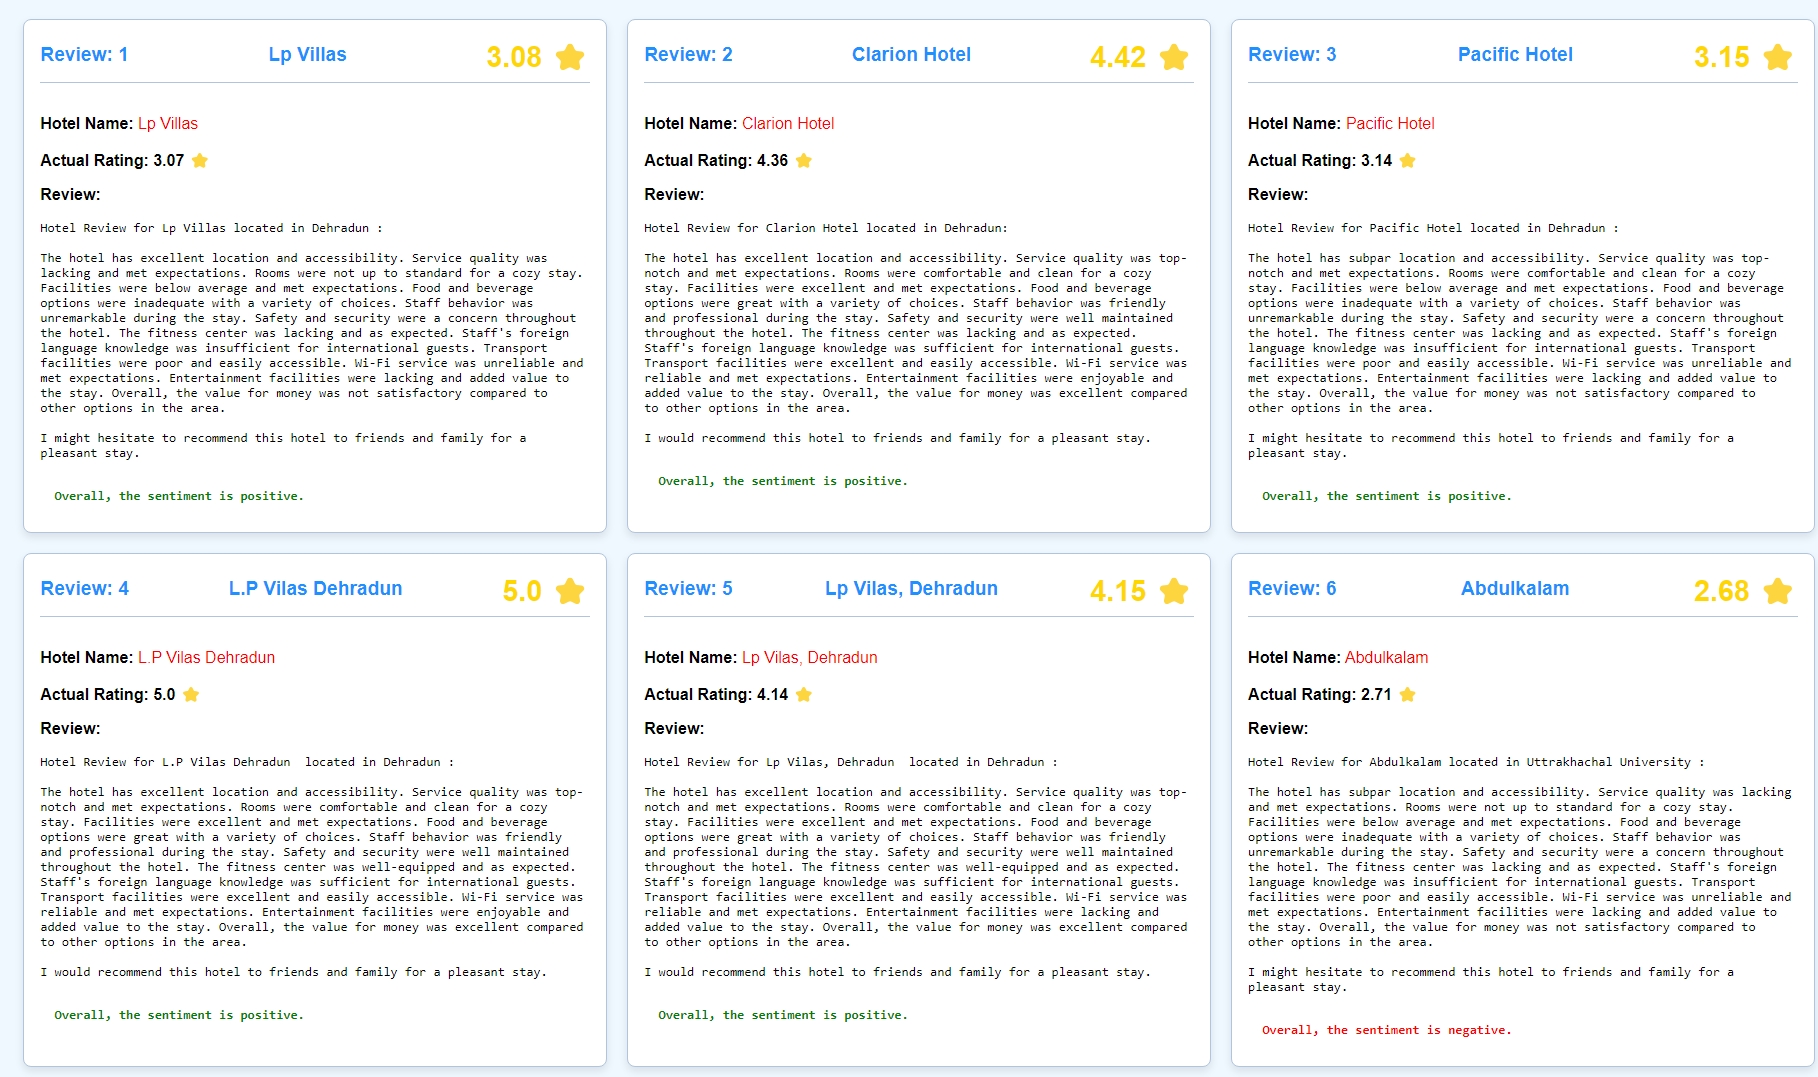 Review: 1 Lp Villas 3.08
Hotel Name: Lp Villas
Actual Rating: 3.07
Review:
Hotel Review for Lp Villas located in Dehradun :
The hotel has excellent location and accessibility. Service quality was
lacking and met expectations. Rooms were not up to standard for a cozy stay.
Facilities were below average and met expectations. Food and beverage
options were inadequate with a variety of choices. Staff behavior was
unremarkable during the stay. Safety and security were a concern throughout
the hotel. The fitness center was lacking and as expected. Staff's foreign
language knowledge was insufficient for international guests. Transport
facilities were poor and easily accessible. Wi-Fi service was unreliable and
met expectations. Entertainment facilities were lacking and added value to
the stay. Overall, the value for money was not satisfactory compared to
other options in the area.
I might hesitate to recommend this hotel to friends and family for a
pleasant stay.
Overall, the sentiment is positive.
Review: 2 Clarion Hotel 4.42
Hotel Name: Clarion Hotel
Actual Rating: 4.36
Review:
Hotel Review for Clarion Hotel located in Dehradun:
The hotel has excellent location and accessibility. Service quality was top-
notch and met expectations. Rooms were comfortable and clean for a cozy
stay. Facilities were excellent and met expectations. Food and beverage
options were great with a variety of choices. Staff behavior was friendly
and professional during the stay. Safety and security were well maintained
throughout the hotel. The fitness center was lacking and as expected.
Staff's foreign language knowledge was sufficient for international guests.
Transport facilities were excellent and easily accessible. Wi-Fi service was
reliable and met expectations. Entertainment facilities were enjoyable and
added value to the stay. Overall, the value for money was excellent compared
to other options in the area.
I would recommend this hotel to friends and family for a pleasant stay.
Overall, the sentiment is positive.
Review: 3 Pacific Hotel 3.15
Hotel Name: Pacific Hotel
Actual Rating: 3.14
Review:
Hotel Review for Pacific Hotel located in Dehradun :
The hotel has subpar location and accessibility. Service quality was top-
notch and met expectations. Rooms were comfortable and clean for a cozy
stay. Facilities were below average and met expectations. Food and beverage
options were inadequate with a variety of choices. Staff behavior was
unremarkable during the stay. Safety and security were a concern throughout
the hotel. The fitness center was lacking and as expected. Staff's foreign
language knowledge was insufficient for international guests. Transport
facilities were poor and easily accessible. Wi-Fi service was unreliable and
met expectations. Entertainment facilities were lacking and added value to
the stay. Overall, the value for money was not satisfactory compared to
other options in the area.
I might hesitate to recommend this hotel to friends and family for a
pleasant stay.
Overall, the sentiment is positive.
Review: 4 L.P Vilas Dehradun 5.0
Hotel Name: L.P Vilas Dehradun
Actual Rating: 5.0
Review:
Hotel Review for L.P Vilas Dehradun  located in Dehradun :
The hotel has excellent location and accessibility. Service quality was top-
notch and met expectations. Rooms were comfortable and clean for a cozy
stay. Facilities were excellent and met expectations. Food and beverage
options were great with a variety of choices. Staff behavior was friendly
and professional during the stay. Safety and security were well maintained
throughout the hotel. The fitness center was well-equipped and as expected.
Staff's foreign language knowledge was sufficient for international guests.
Transport facilities were excellent and easily accessible. Wi-Fi service was
reliable and met expectations. Entertainment facilities were enjoyable and
added value to the stay. Overall, the value for money was excellent compared
to other options in the area.
I would recommend this hotel to friends and family for a pleasant stay.
Overall, the sentiment is positive.
Review: 5 Lp Vilas, Dehradun 4.15
Hotel Name: Lp Vilas, Dehradun
Actual Rating: 4.14
Review:
Hotel Review for Lp Vilas, Dehradun  located in Dehradun :
The hotel has excellent location and accessibility. Service quality was top-
notch and met expectations. Rooms were comfortable and clean for a cozy
stay. Facilities were excellent and met expectations. Food and beverage
options were great with a variety of choices. Staff behavior was friendly
and professional during the stay. Safety and security were well maintained
throughout the hotel. The fitness center was well-equipped and as expected.
Staff's foreign language knowledge was sufficient for international guests.
Transport facilities were excellent and easily accessible. Wi-Fi service was
reliable and met expectations. Entertainment facilities were lacking and
added value to the stay. Overall, the value for money was excellent compared
to other options in the area.
I would recommend this hotel to friends and family for a pleasant stay.
Overall, the sentiment is positive.
Review: 6 Abdulkalam 2.68
Hotel Name: Abdulkalam
Actual Rating: 2.71
Review:
Hotel Review for Abdulkalam located in Uttrakhachal University :
The hotel has subpar location and accessibility. Service quality was lacking
and met expectations. Rooms were not up to standard for a cozy stay.
Facilities were below average and met expectations. Food and beverage
options were inadequate with a variety of choices. Staff behavior was
unremarkable during the stay. Safety and security were a concern throughout
the hotel. The fitness center was lacking and as expected. Staff's foreign
language knowledge was insufficient for international guests. Transport
facilities were poor and easily accessible. Wi-Fi service was unreliable and
met expectations. Entertainment facilities were lacking and added value to
the stay. Overall, the value for money was not satisfactory compared to
other options in the area.
I might hesitate to recommend this hotel to friends and family for a
pleasant stay.
Overall, the sentiment is negative.